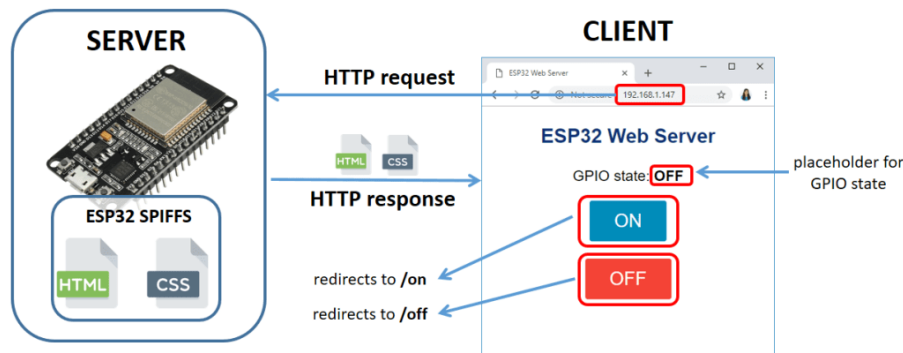 SERVER
ESP32 SPIFFS
HTML
CSS
HTTP request
HTML
CSS
HTTP response
redirects to /on
redirects to /off
CLIENT
ESP32 Web Server
Not secure
192.168.1.147
ESP32 Web Server
GPIO state: OFF
ON
OFF
placeholder for
GPIO state